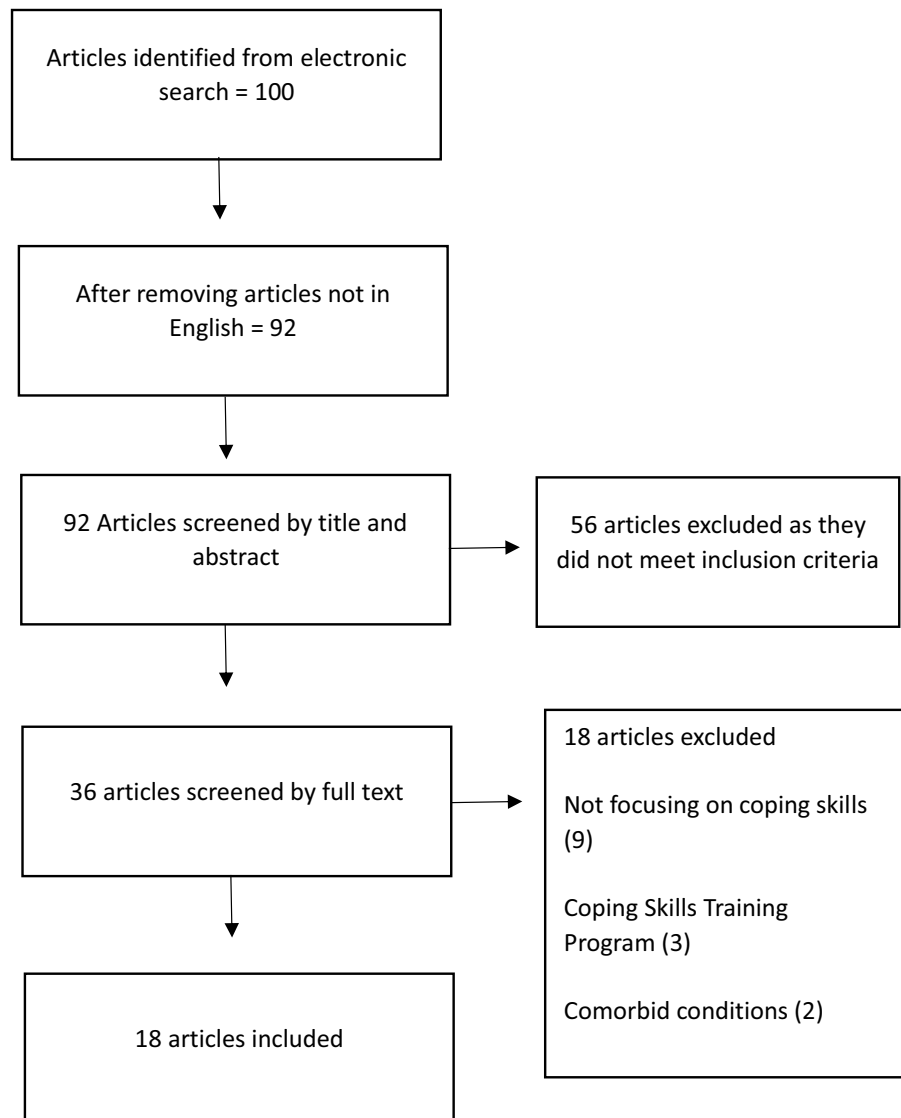 Articles identified from electronic
search = 100
After removing articles not in
English = 92
92 Articles screened by title and
abstract
56 articles excluded as they
did not meet inclusion criteria
36 articles screened by full text
18 articles excluded
Not focusing on coping skills
(9)
Coping Skills Training
Program (3)
Comorbid conditions (2)
18 articles included